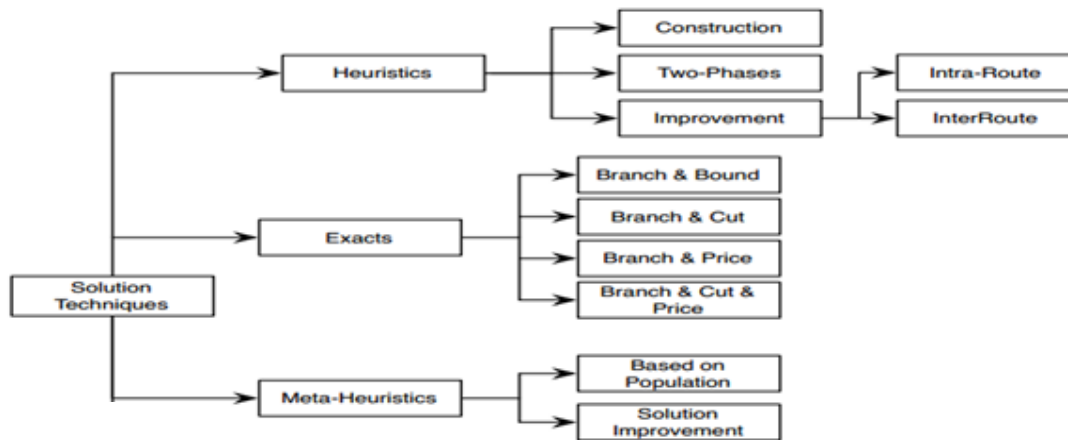 Construction
Heuristics
Two-Phases
Intra-Route
Improvement
InterRoute
Branch & Bound
Branch & Cut
Exacts
Branch & Price
Solution
Techniques
Branch & Cut &
Price
Based on
Population
Meta-Heuristics
Solution
Improvement